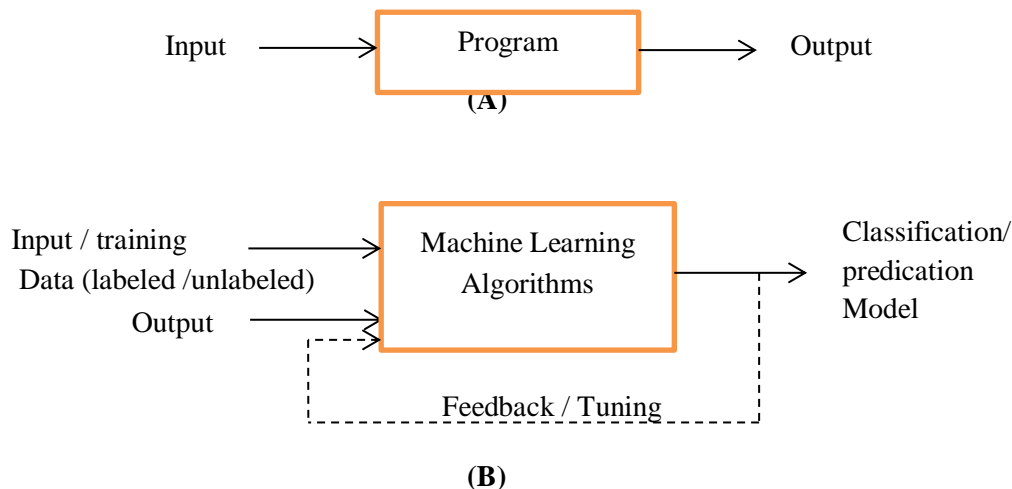 Input
Program
Output
(A)
Input / training
Data (labeled /unlabeled)
Output
Machine Learning
Algorithms
Classification/
predication
Model
Feedback / Tuning
(B)